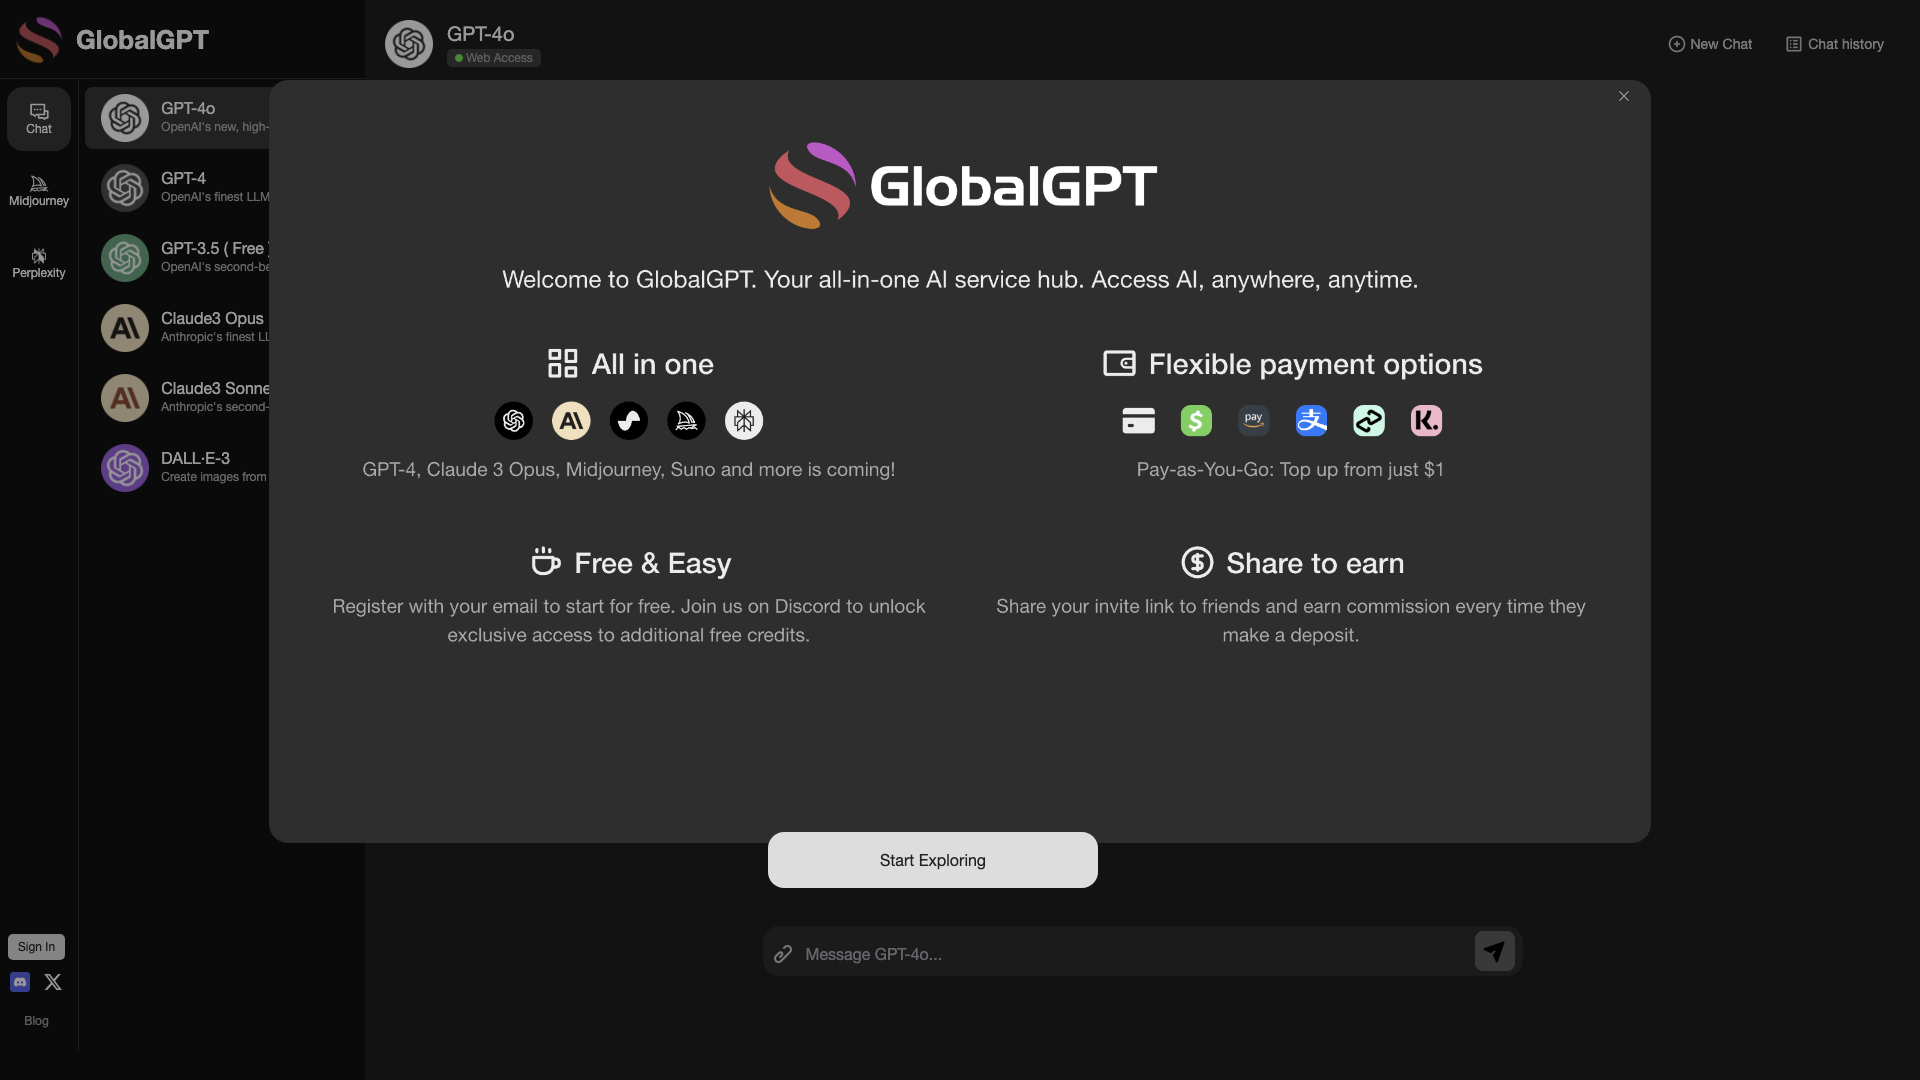 GlobalGPT
Chat
Midjourney
Perplexity
GPT-4o
OpenAI's new, high-
GPT-4
OpenAI's finest LLM
GPT-3.5 ( Free )
OpenAI's second-be
Claude3 Opus
Anthropic's finest LL
Claude3 Sonne
Anthropic's second-
DALL·E-3
Create images from
Sign In
Blog
GPT-4o
Web Access
New Chat
Chat history
GlobalGPT
Welcome to GlobalGPT. Your all-in-one AI service hub. Access AI, anywhere, anytime.
All in one
GPT-4, Claude 3 Opus, Midjourney, Suno and more is coming!
Flexible payment options
pay
K.
Pay-as-You-Go: Top up from just $1
Free & Easy
Register with your email to start for free. Join us on Discord to unlock
exclusive access to additional free credits.
Share to earn
Share your invite link to friends and earn commission every time they
make a deposit.
Start Exploring
Message GPT-4o...